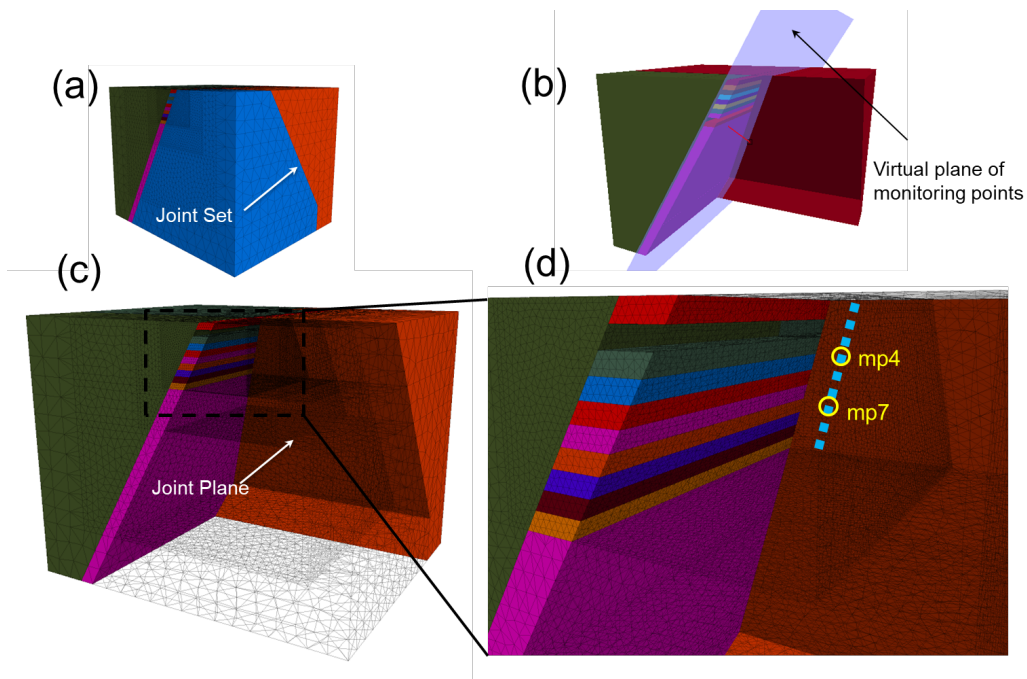 (a)
Joint Set
(b)
Virtual plane of
monitoring points
(c)
Joint Plane
(d)
mp4
mp7